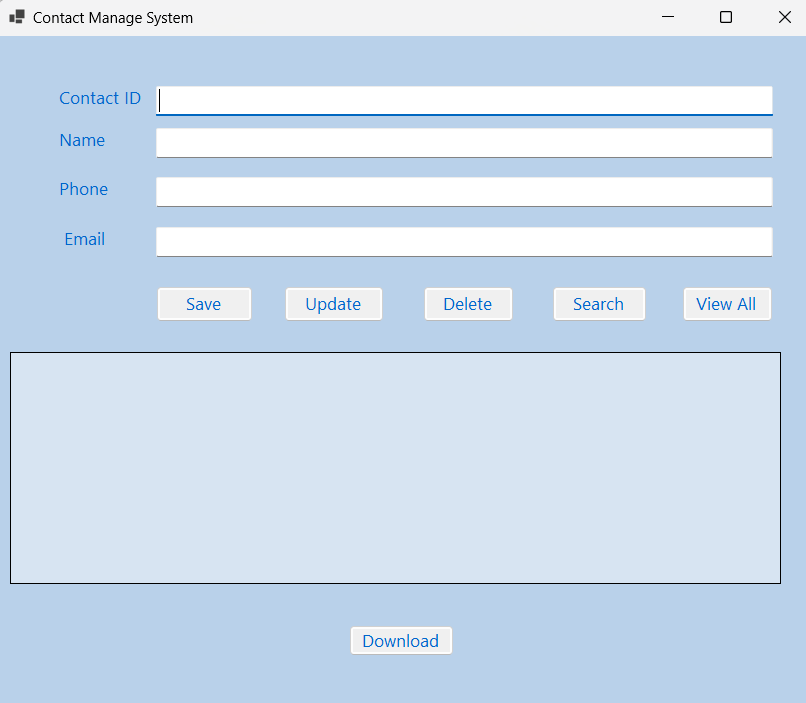 Contact Manage System
Contact ID
Name
Phone
Email
Save Update Delete Search View All
Download